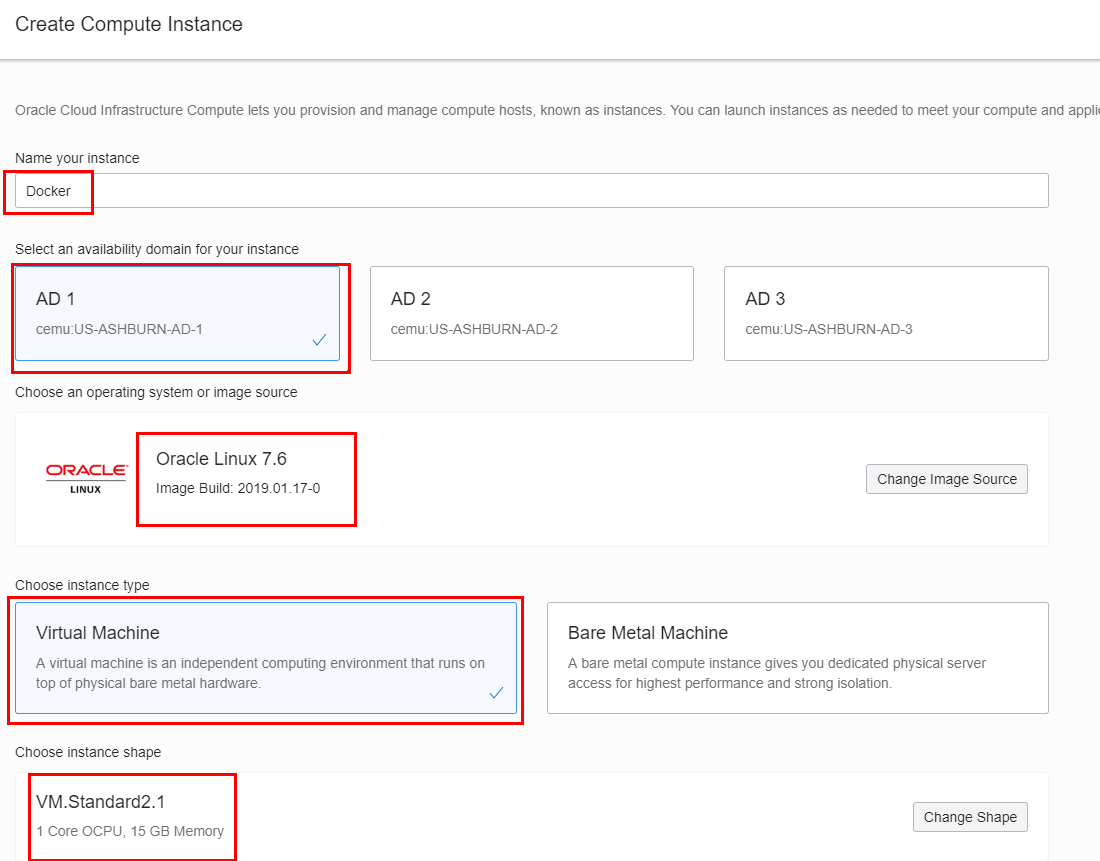 Create Compute Instance
Oracle Cloud Infrastructure Compute lets you provision and manage compute hosts, known as instances. You can launch instances as needed to meet your compute and applic
Name your instance
Docker
Select an availability domain for your instance
AD 1
cemu:US-ASHBURN-AD-1
AD 2
cemu:US-ASHBURN-AD-2
AD 3
cemu:US-ASHBURN-AD-3
Choose an operating system or image source
ORACLE
LINUX
Oracle Linux 7.6
Image Build: 2019.01.17-0
Change Image Source
Choose instance type
Virtual Machine
A virtual machine is an independent computing environment that runs on
top of physical bare metal hardware.
Bare Metal Machine
A bare metal compute instance gives you dedicated physical server
access for highest performance and strong isolation.
Choose instance shape
VM.Standard2.1
1 Core OCPU, 15 GB Memory
Change Shape